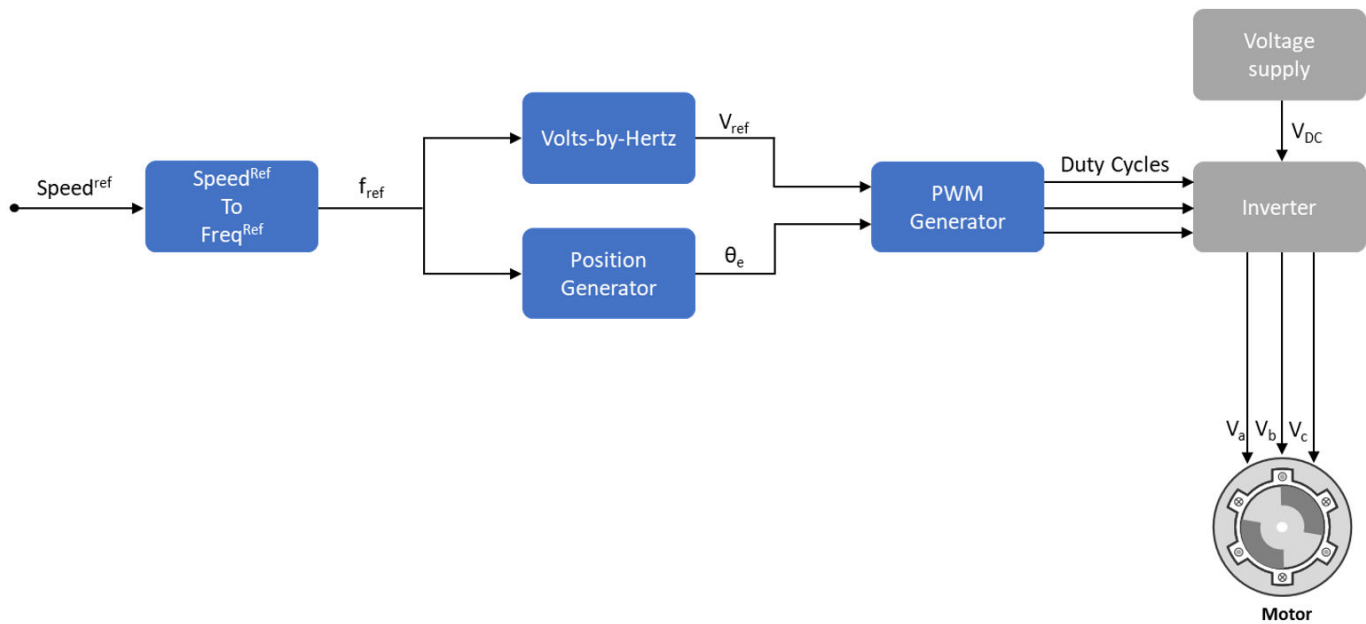 Voltage
supply
V_DC
Speed^ref
Speed^Ref
To
Freq^Ref
f_ref
Volts-by-Hertz
V_ref
Position
Generator
θ_e
PWM
Generator
Duty Cycles
Inverter
V_a V_b V_c
Motor